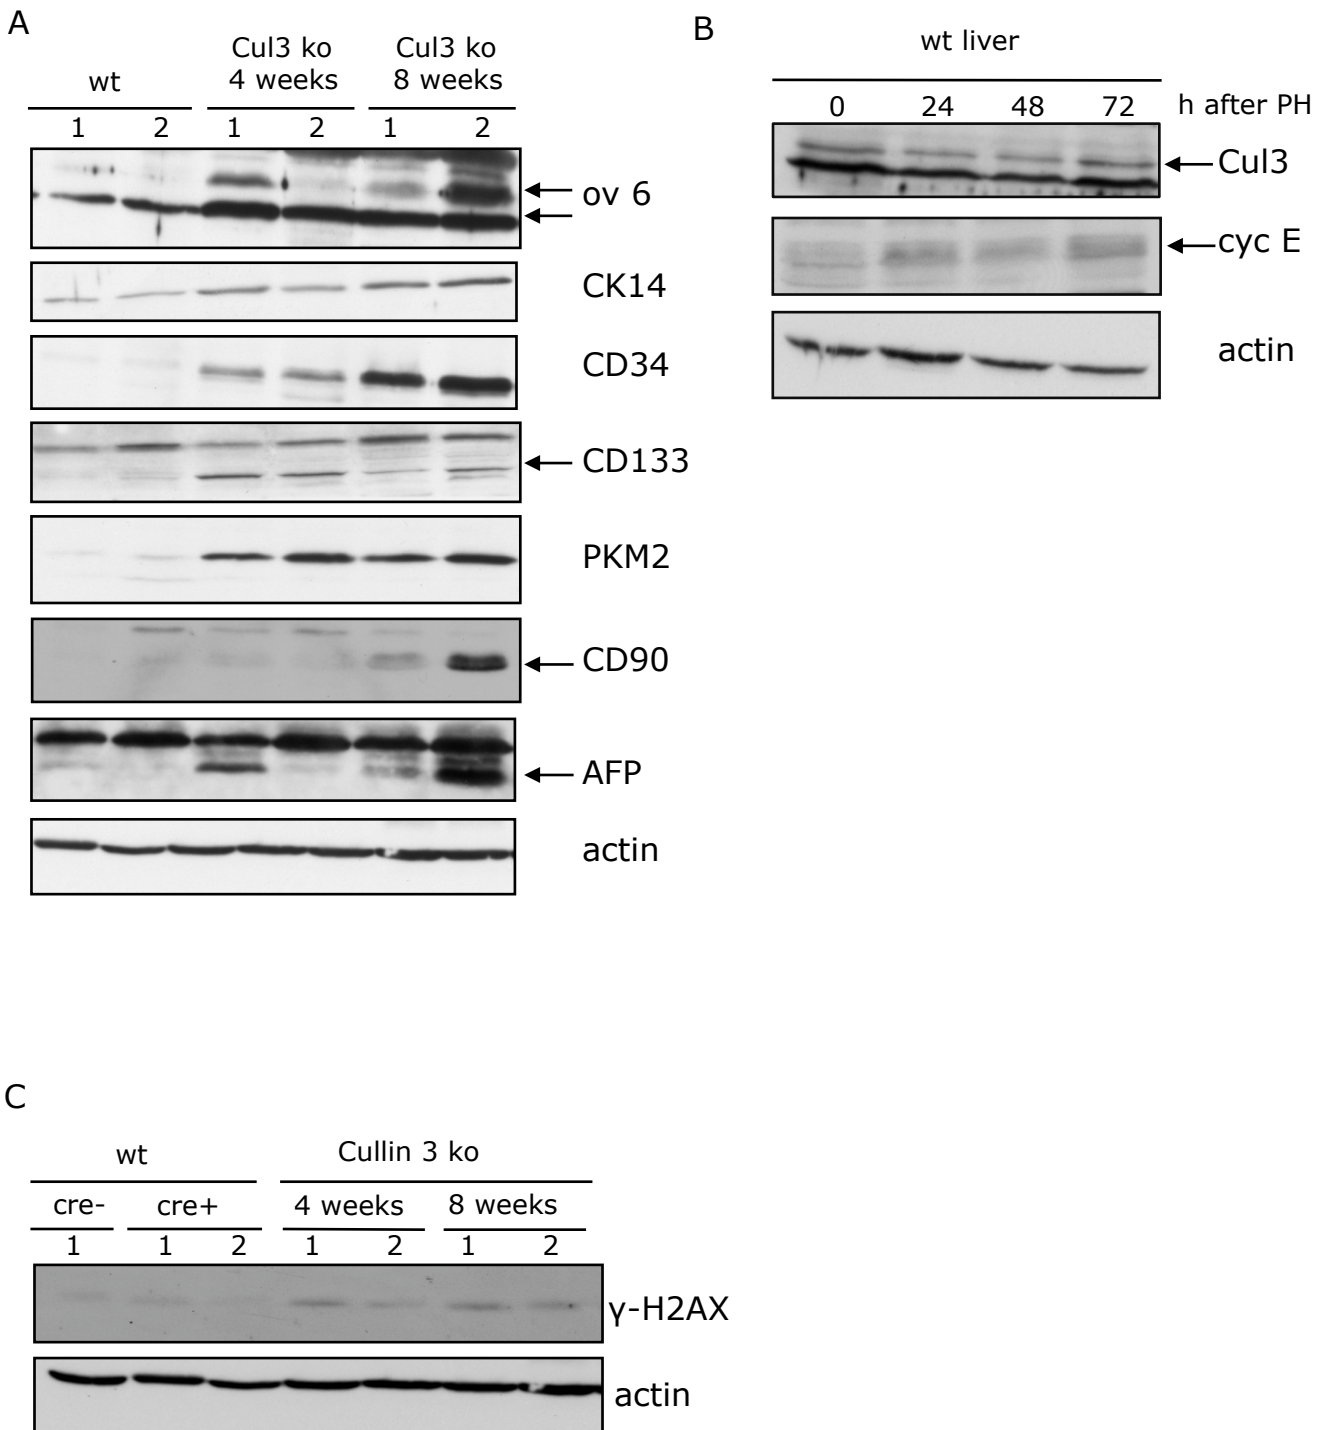 A
wt
Cul3 ko
4 weeks
Cul3 ko
8 weeks
1 2 1 2 1 2
ov 6
CK14
CD34
CD133
PKM2
CD90
AFP
actin
B
wt liver
0 24 48 72 h after PH
Cul3
cyc E
actin
C
wt Cullin 3 ko
cre- cre+ 4 weeks 8 weeks
1 1 2 1 2 1 2
γ-H2AX
actin